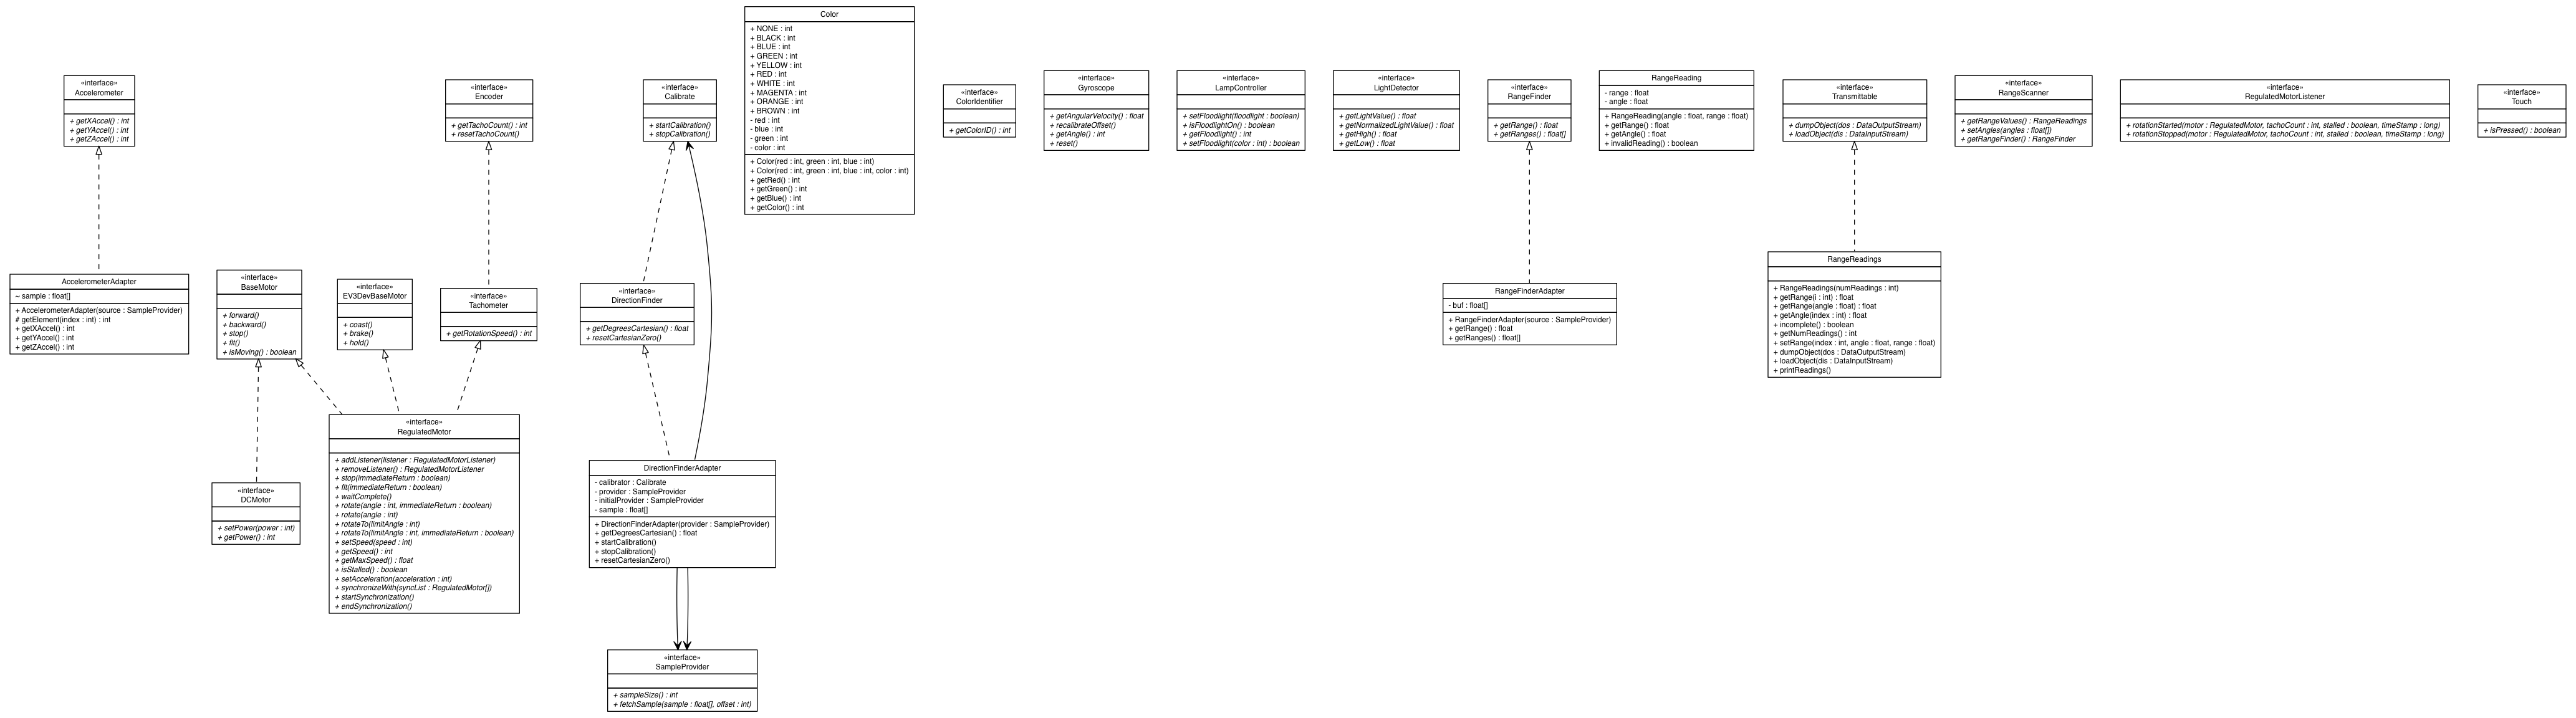 «interface»
Accelerometer
+ getXAccel() : int
+ getYAccel() : int
+ getZAccel() : int
AccelerometerAdapter
~ sample : float[]
+ AccelerometerAdapter(source : SampleProvider)
# getElement(index : int) : int
+ getXAccel() : int
+ getYAccel() : int
+ getZAccel() : int
«interface»
BaseMotor
+ forward()
+ backward()
+ stop()
+ flt()
+ isMoving() : boolean
«interface»
DCMotor
+ setPower(power : int)
+ getPower() : int
«interface»
EV3DevBaseMotor
+ coast()
+ brake()
+ hold()
«interface»
Encoder
+ getTachoCount() : int
+ resetTachoCount()
«interface»
Tachometer
+ getRotationSpeed() : int
«interface»
RegulatedMotor
+ addListener(listener : RegulatedMotorListener)
+ removeListener() : RegulatedMotorListener
+ stop(immediateReturn : boolean)
+ flt(immediateReturn : boolean)
+ waitComplete()
+ rotate(angle : int, immediateReturn : boolean)
+ rotate(angle : int)
+ rotateTo(limitAngle : int)
+ rotateTo(limitAngle : int, immediateReturn : boolean)
+ setSpeed(speed : int)
+ getSpeed() : int
+ getMaxSpeed() : float
+ isStalled() : boolean
+ setAcceleration(acceleration : int)
+ synchronizeWith(syncList : RegulatedMotor[])
+ startSynchronization()
+ endSynchronization()
«interface»
Calibrate
+ startCalibration()
+ stopCalibration()
«interface»
DirectionFinder
+ getDegreesCartesian() : float
+ resetCartesianZero()
DirectionFinderAdapter
- calibrator : Calibrate
- provider : SampleProvider
- initialProvider : SampleProvider
- sample : float[]
+ DirectionFinderAdapter(provider : SampleProvider)
+ getDegreesCartesian() : float
+ startCalibration()
+ stopCalibration()
+ resetCartesianZero()
«interface»
SampleProvider
+ sampleSize() : int
+ fetchSample(sample : float[], offset : int)
Color
+ NONE : int
+ BLACK : int
+ BLUE : int
+ GREEN : int
+ YELLOW : int
+ RED : int
+ WHITE : int
+ MAGENTA : int
+ ORANGE : int
+ BROWN : int
- red : int
- blue : int
- green : int
- color : int
+ Color(red : int, green : int, blue : int)
+ Color(red : int, green : int, blue : int, color : int)
+ getRed() : int
+ getGreen() : int
+ getBlue() : int
+ getColor() : int
«interface»
ColorIdentifier
+ getColorID() : int
«interface»
Gyroscope
+ getAngularVelocity() : float
+ recalibrateOffset()
+ getAngle() : int
+ reset()
«interface»
LampController
+ setFloodlight(floodlight : boolean)
+ isFloodlightOn() : boolean
+ getFloodlight() : int
+ setFloodlight(color : int) : boolean
«interface»
LightDetector
+ getLightValue() : float
+ getNormalizedLightValue() : float
+ getHigh() : float
+ getLow() : float
«interface»
RangeFinder
+ getRange() : float
+ getRanges() : float[]
RangeFinderAdapter
- buf : float[]
+ RangeFinderAdapter(source : SampleProvider)
+ getRange() : float
+ getRanges() : float[]
RangeReading
- range : float
- angle : float
+ RangeReading(angle : float, range : float)
+ getRange() : float
+ getAngle() : float
+ invalidReading() : boolean
«interface»
Transmittable
+ dumpObject(dos : DataOutputStream)
+ loadObject(dis : DataInputStream)
RangeReadings
+ RangeReadings(numReadings : int)
+ getRange(i : int) : float
+ getRange(angle : float) : float
+ getAngle(index : int) : float
+ incomplete() : boolean
+ getNumReadings() : int
+ setRange(index : int, angle : float, range : float)
+ dumpObject(dos : DataOutputStream)
+ loadObject(dis : DataInputStream)
+ printReadings()
«interface»
RangeScanner
+ getRangeValues() : RangeReadings
+ setAngles(angles : float[])
+ getRangeFinder() : RangeFinder
«interface»
RegulatedMotorListener
+ rotationStarted(motor : RegulatedMotor, tachoCount : int, stalled : boolean, timeStamp : long)
+ rotationStopped(motor : RegulatedMotor, tachoCount : int, stalled : boolean, timeStamp : long)
«interface»
Touch
+ isPressed() : boolean